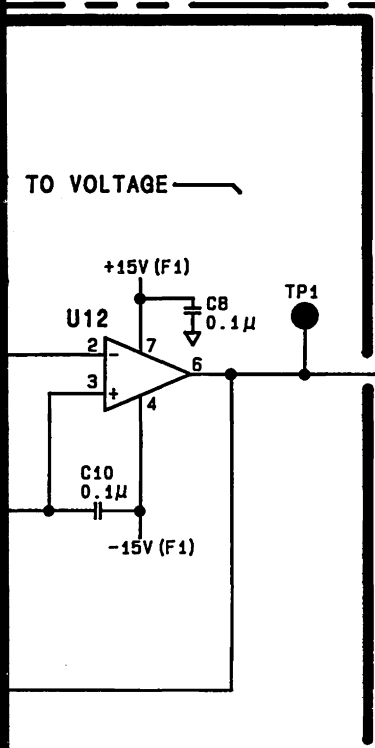 TO VOLTAGE
+15V(F1)
C8
0.1µ
TP1
U12
2
-
7
6
3
+
4
C10
0.1µ
-15V(F1)